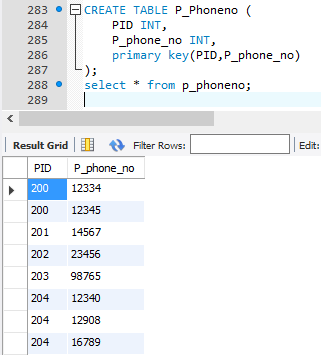 283 CREATE TABLE P_Phoneno (
284 PID INT,
285 P_phone_no INT,
286 primary key(PID,P_phone_no)
287 );
288 select * from p_phoneno;
289
Result Grid Filter Rows: Edit:
PID P_phone_no
200 12334
200 12345
201 14567
202 23456
203 98765
204 12340
204 12908
204 16789